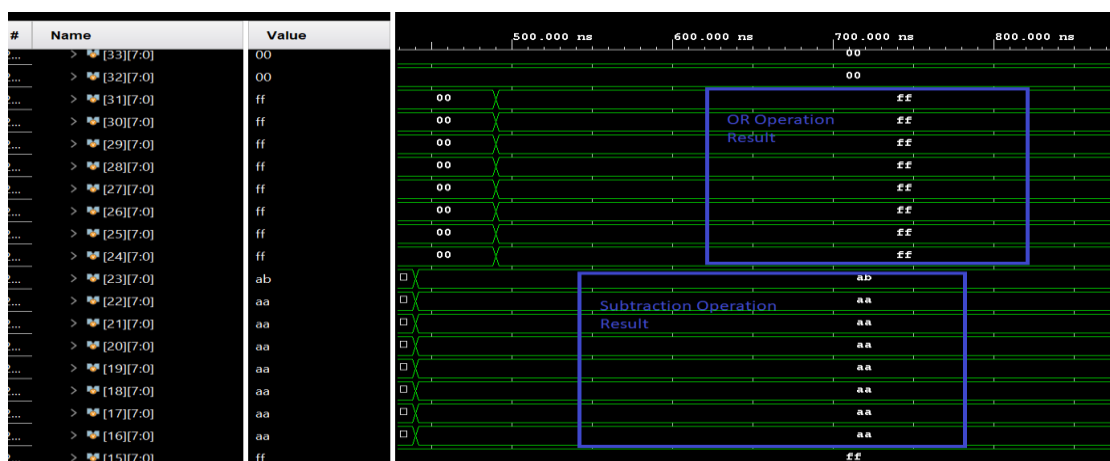 # Name Value
500.000 ns 600.000 ns 700.000 ns 800.000 ns
[33][7:0] 00 00
[32][7:0] 00 00
[31][7:0] ff 00 ff
[30][7:0] ff 00 OR Operation ff
[29][7:0] ff 00 Result ff
[28][7:0] ff 00 ff
[27][7:0] ff 00 ff
[26][7:0] ff 00 ff
[25][7:0] ff 00 ff
[24][7:0] ff 00 ff
[23][7:0] ab ab
[22][7:0] aa Subtraction Operation aa
[21][7:0] aa Result aa
[20][7:0] aa aa
[19][7:0] aa aa
[18][7:0] aa aa
[17][7:0] aa aa
[16][7:0] aa aa
[15][7:0] ff ff